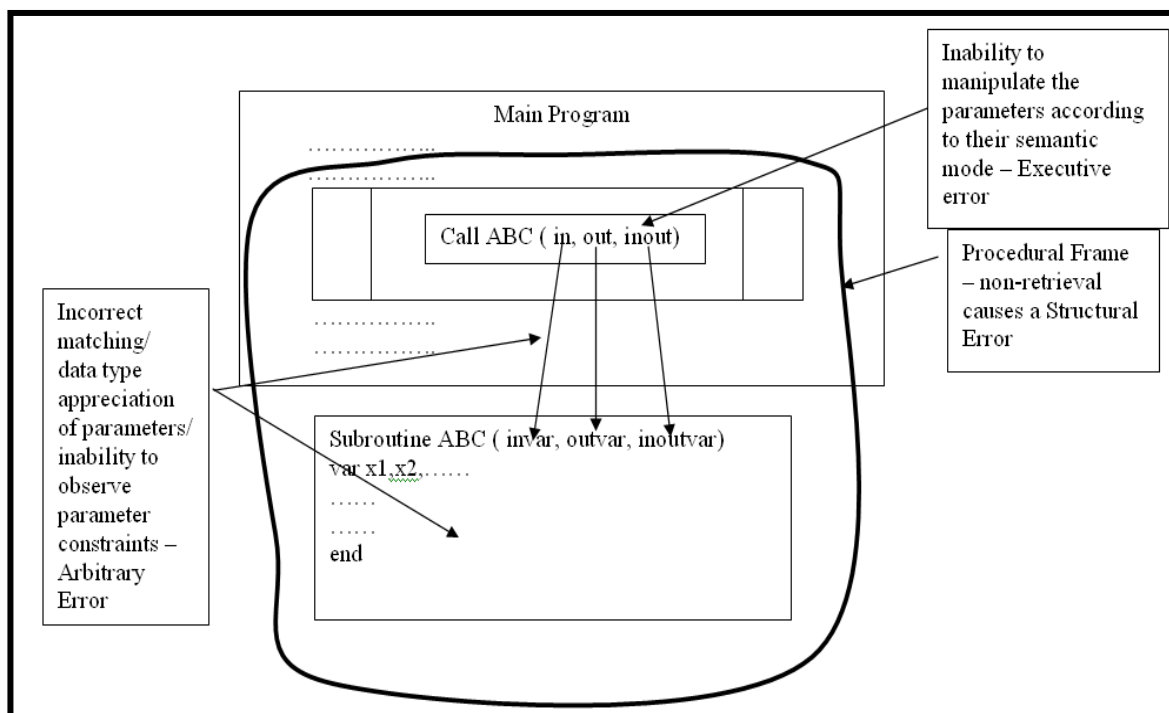 Inability to
manipulate the
parameters according
to their semantic
mode – Executive
error
Main Program
……………..
……………..
Call ABC ( in, out, inout)
Procedural Frame
– non-retrieval
causes a Structural
Error
Incorrect
matching/
data type
appreciation
of parameters/
inability to
observe
parameter
constraints –
Arbitrary
Error
…………….
……………..
Subroutine ABC ( invar, outvar, inoutvar)
var x1,x2,……
……
……
end